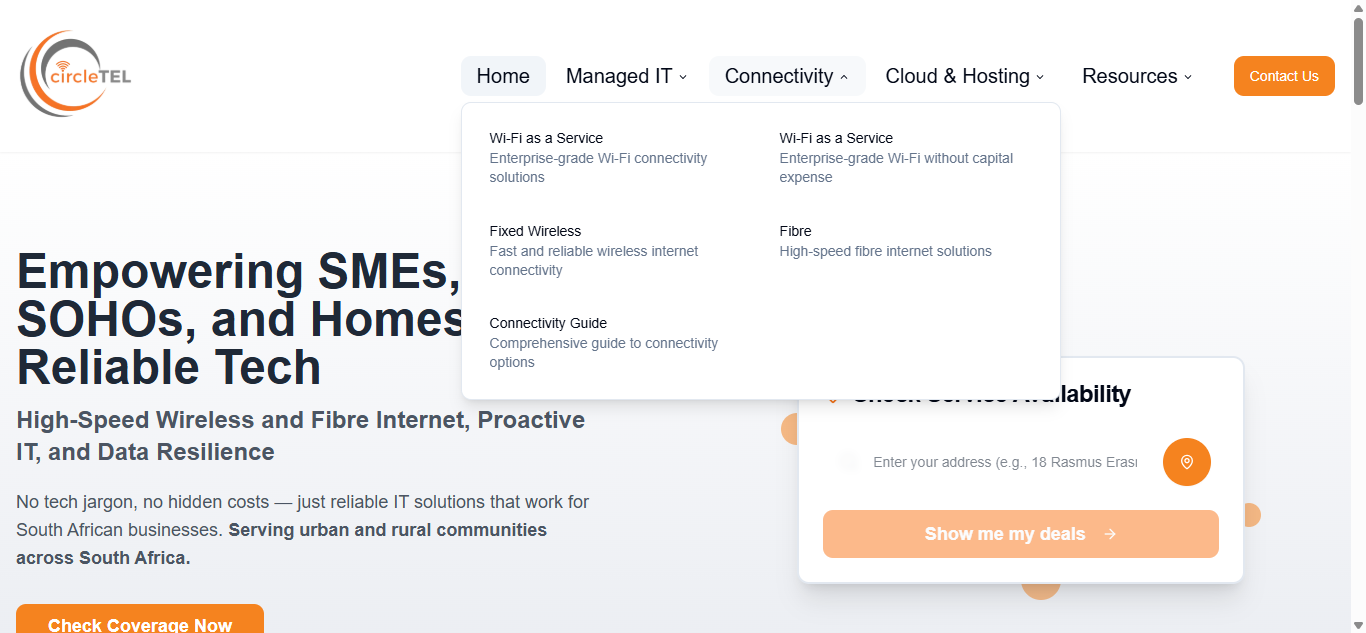 circleTEL
Home
Managed IT
Connectivity
Cloud & Hosting
Resources
Contact Us
Wi-Fi as a Service
Enterprise-grade Wi-Fi connectivity
solutions
Wi-Fi as a Service
Enterprise-grade Wi-Fi without capital
expense
Fixed Wireless
Fast and reliable wireless internet
connectivity
Fibre
High-speed fibre internet solutions
Connectivity Guide
Comprehensive guide to connectivity
options
Empowering SMEs,
SOHOs, and Homes
Reliable Tech
High-Speed Wireless and Fibre Internet, Proactive
IT, and Data Resilience
No tech jargon, no hidden costs — just reliable IT solutions that work for
South African businesses. Serving urban and rural communities
across South Africa.
Check Coverage Now
Check Service Availability
Enter your address (e.g., 18 Rasmus Eras
Show me my deals